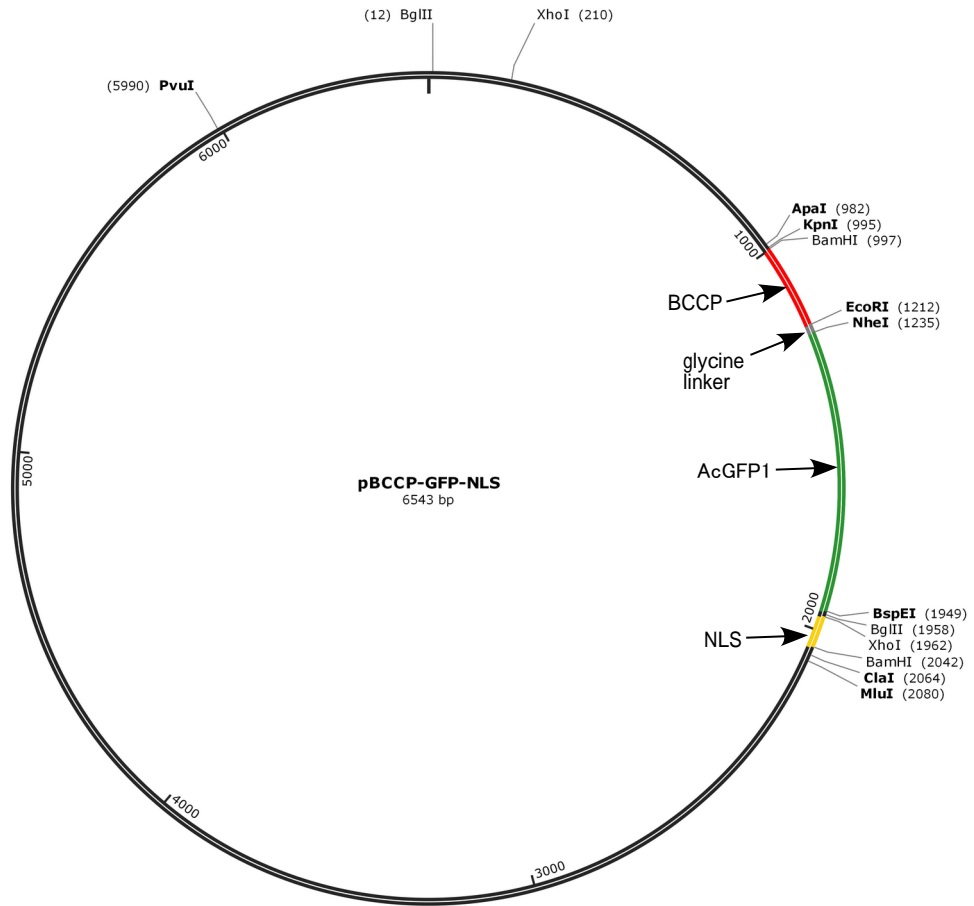 (12) BglII
XhoI (210)
(5990) PvuI
6000
ApaI (982)
KpnI (995)
BamHI (997)
1000
BCCP
EcoRI (1212)
NheI (1235)
glycine
linker
5000
AcGFP1
pBCCP-GFP-NLS
6543 bp
2000
BspEI (1949)
BglII (1958)
XhoI (1962)
NLS
BamHI (2042)
ClaI (2064)
MluI (2080)
4000
3000